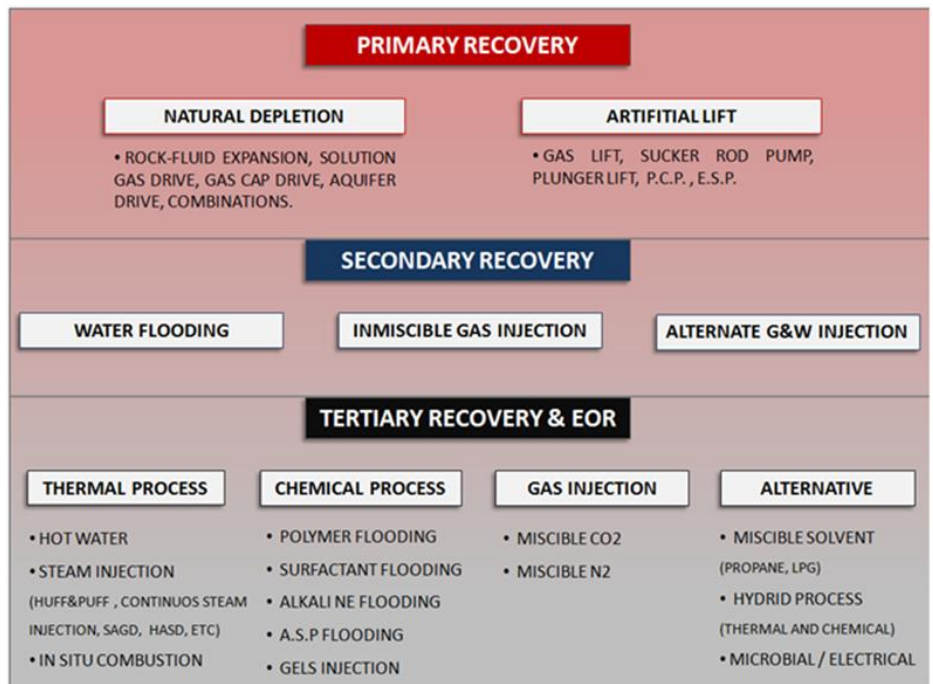 PRIMARY RECOVERY
NATURAL DEPLETION
• ROCK-FLUID EXPANSION, SOLUTION
GAS DRIVE, GAS CAP DRIVE, AQUIFER
DRIVE, COMBINATIONS.
ARTIFITIAL LIFT
• GAS LIFT, SUCKER ROD PUMP,
PLUNGER LIFT, P.C.P. , E.S.P.
SECONDARY RECOVERY
WATER FLOODING
INMISCIBLE GAS INJECTION
ALTERNATE G&W INJECTION
TERTIARY RECOVERY & EOR
THERMAL PROCESS
• HOT WATER
• STEAM INJECTION
(HUFF&PUFF , CONTINUOS STEAM
INJECTION, SAGD, HASD, ETC)
• IN SITU COMBUSTION
CHEMICAL PROCESS
• POLYMER FLOODING
• SURFACTANT FLOODING
• ALKALI NE FLOODING
• A.S.P FLOODING
• GELS INJECTION
GAS INJECTION
• MISCIBLE CO2
• MISCIBLE N2
ALTERNATIVE
• MISCIBLE SOLVENT
(PROPANE, LPG)
• HYDRID PROCESS
(THERMAL AND CHEMICAL)
• MICROBIAL / ELECTRICAL